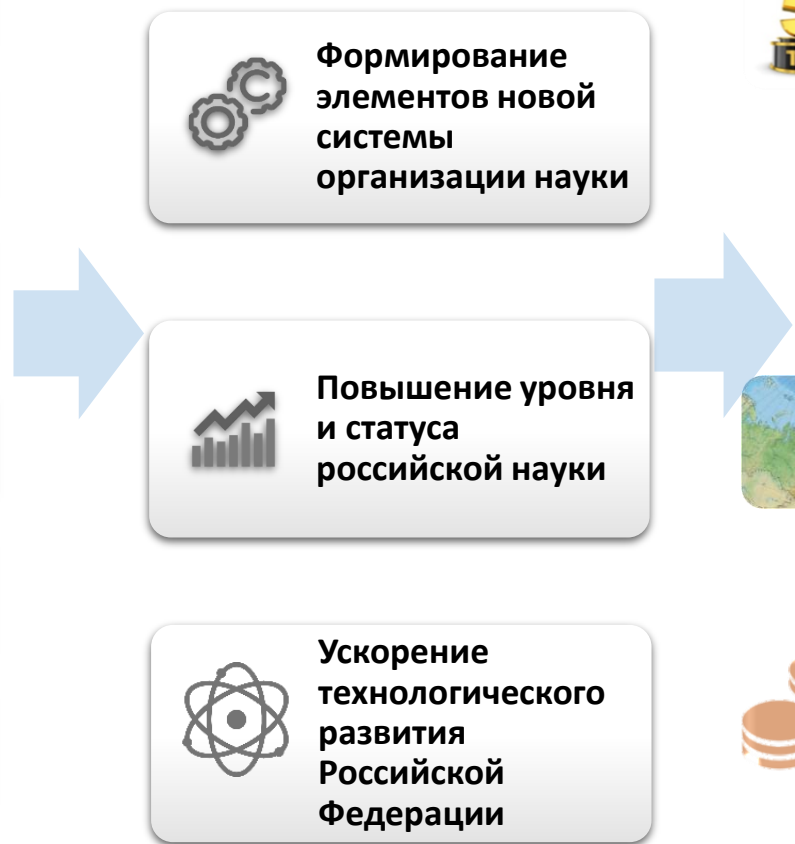 Формирование
элементов новой
системы
организации науки
Повышение уровня
и статуса
российской науки
Ускорение
технологического
развития
Российской
Федерации